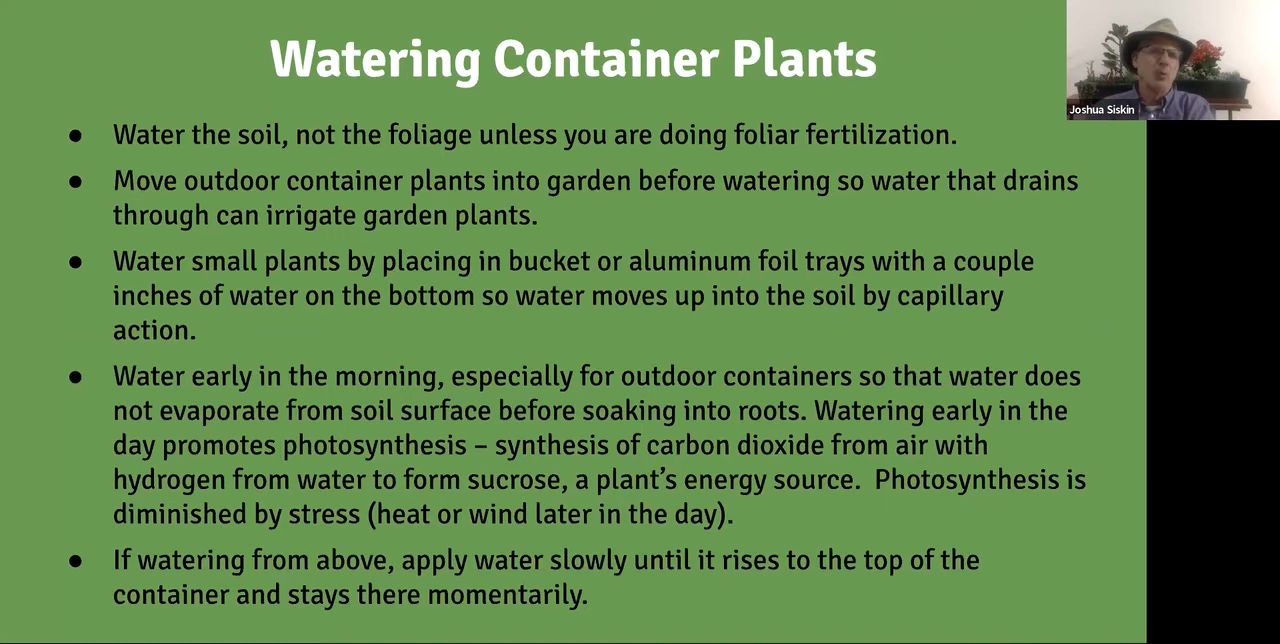 Watering Container Plants
Joshua Siskin
● Water the soil, not the foliage unless you are doing foliar fertilization.
● Move outdoor container plants into garden before watering so water that drains
through can irrigate garden plants.
● Water small plants by placing in bucket or aluminum foil trays with a couple
inches of water on the bottom so water moves up into the soil by capillary
action.
● Water early in the morning, especially for outdoor containers so that water does
not evaporate from soil surface before soaking into roots. Watering early in the
day promotes photosynthesis – synthesis of carbon dioxide from air with
hydrogen from water to form sucrose, a plant’s energy source.  Photosynthesis is
diminished by stress (heat or wind later in the day).
● If watering from above, apply water slowly until it rises to the top of the
container and stays there momentarily.